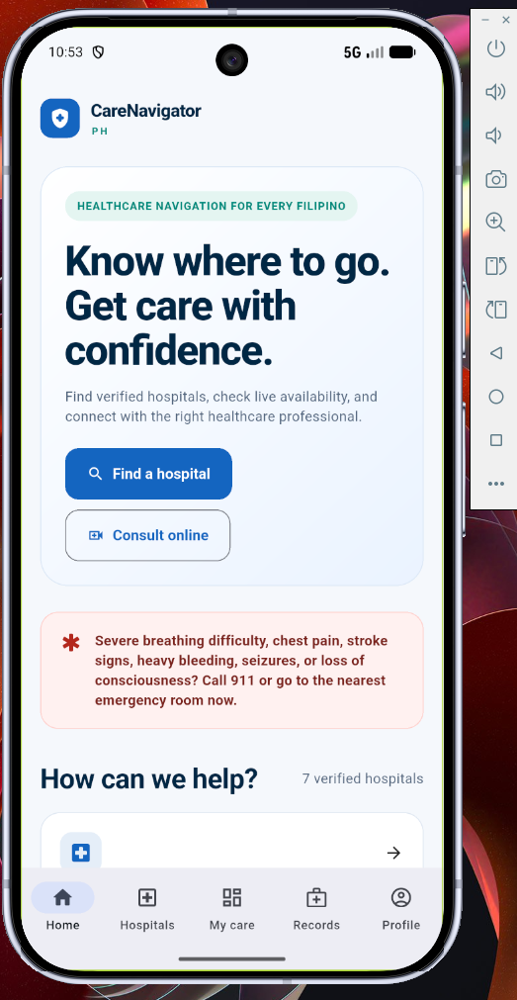 10:53
5G
CareNavigator
PH
HEALTHCARE NAVIGATION FOR EVERY FILIPINO
Know where to go.
Get care with
confidence.
Find verified hospitals, check live availability, and
connect with the right healthcare professional.
Find a hospital
Consult online
Severe breathing difficulty, chest pain, stroke
signs, heavy bleeding, seizures, or loss of
consciousness? Call 911 or go to the nearest
emergency room now.
How can we help?
7 verified hospitals
Home
Hospitals
My care
Records
Profile